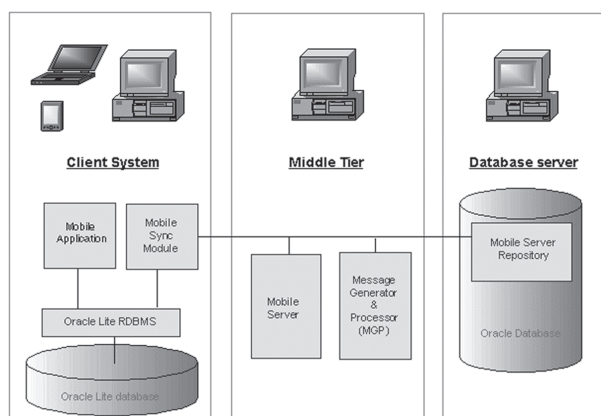 Client System
Middle Tier
Database server
Mobile
Application
Mobile
Sync
Module
Oracle Lite RDBMS
Oracle Lite database
Mobile
Server
Message
Generator
&
Processor
(MGP)
Mobile Server
Repository
Oracle Database